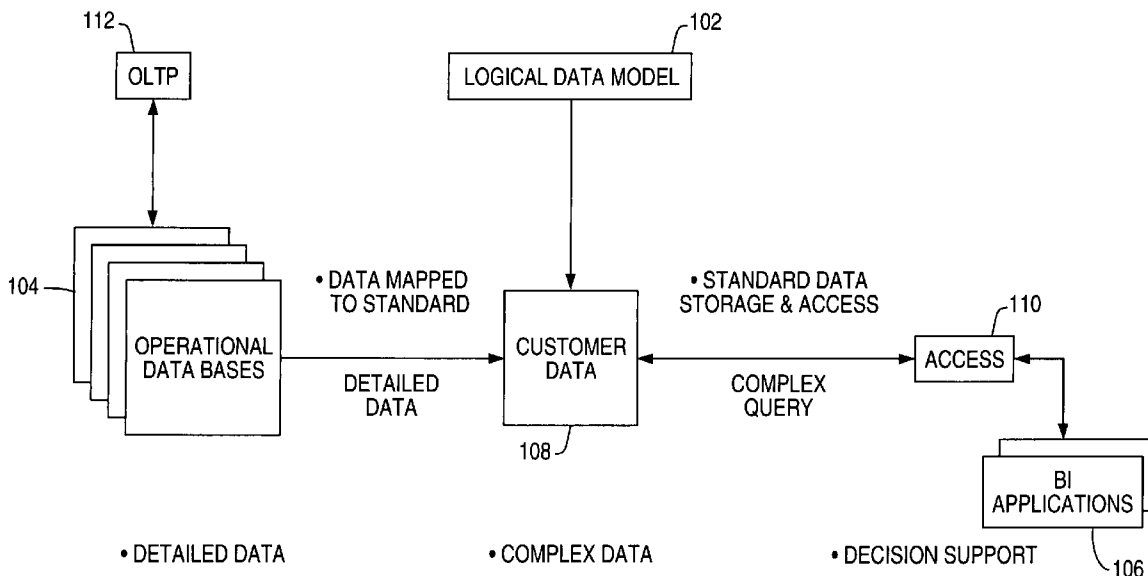 112
OLTP
102
LOGICAL DATA MODEL
104
OPERATIONAL
DATA BASES
• DATA MAPPED
TO STANDARD
DETAILED
DATA
CUSTOMER
DATA
108
• STANDARD DATA
STORAGE & ACCESS
COMPLEX
QUERY
110
ACCESS
BI
APPLICATIONS
106
• DETAILED DATA
• COMPLEX DATA
• DECISION SUPPORT